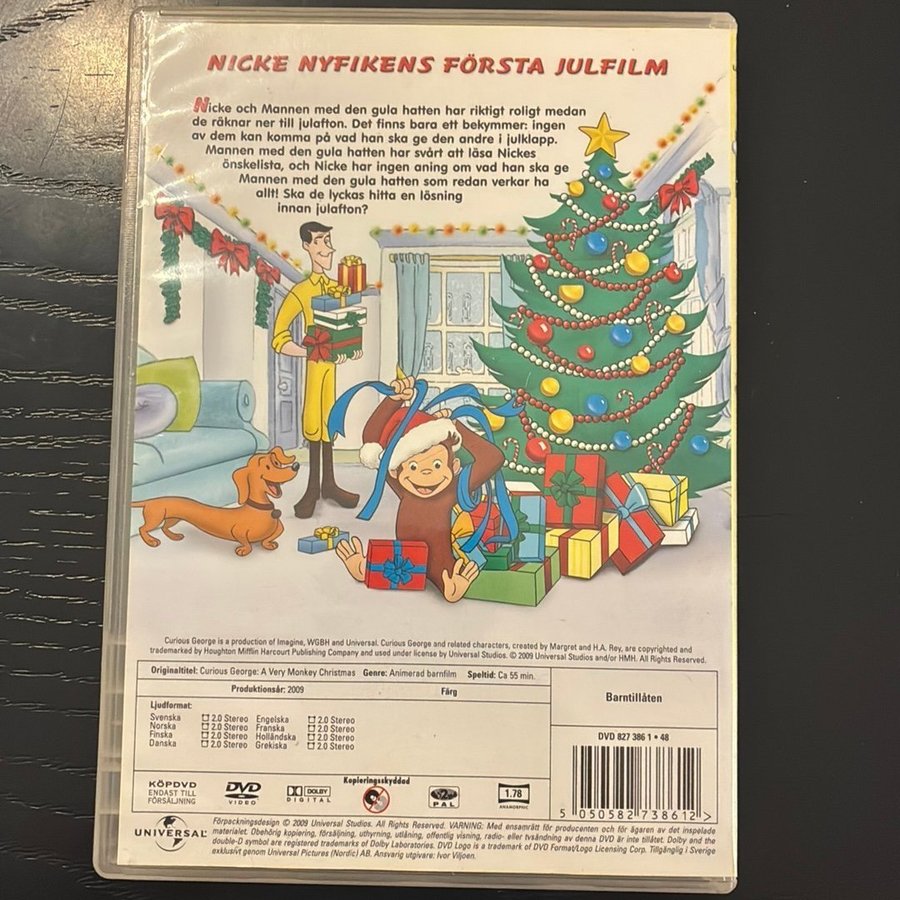 NICKE NYFIKENS FÖRSTA JULFILM
Nicke och Mannen med den gula hatten har riktigt roligt medan
de räknar ner till julafton. Det finns bara ett bekymmer: ingen
av dem kan komma på vad han ska ge den andre i julklapp.
Mannen med den gula hatten har svårt att läsa Nickes
önskelista, och Nicke har ingen aning om vad han ska ge
Mannen med den gula hatten som redan verkar ha
allt! Ska de lyckas hitta en lösning
innan julafton?
Curious George is a production of Imagine, WGBH and Universal. Curious George and related characters, created by Margret and H.A. Rey, are copyrighted and
trademarked by Houghton Mifflin Harcourt Publishing Company and used under license by Universal Studios. © 2009 Universal Studios and/or HMH. All Rights Reserved.
Originaltitel: Curious George: A Very Monkey Christmas Genre: Animerad barnfilm Speltid: Ca 55 min.
Produktionsår: 2009 Färg
Barntillåten
Ljudformat:
Svenska 2.0 Stereo Engelska 2.0 Stereo
Norska 2.0 Stereo Franska 2.0 Stereo
Finska 2.0 Stereo Holländska 2.0 Stereo
Danska 2.0 Stereo Grekiska 2.0 Stereo
DVD 827 386 1 • 48
KÖPDVD
ENDAST TILL
FÖRSÄLJNING
DVD
VIDEO
DOLBY
DIGITAL
Kopieringsskyddad
2
PAL
1.78
ANAMORPHIC
5 050582 738612 >
UNIVERSAL
Förpackningsdesign © 2009 Universal Studios. All Rights Reserved. VARNING: Med ensamrätt för producenten och för ägaren av det inspelade
materialet. Obehörig kopiering, försäljning, uthyrning, utlåning, offentlig visning, radio- eller tvsändning av denna DVD är inte tillåtet. Dolby and the
double-D symbol are registered trademarks of Dolby Laboratories. DVD Logo is a trademark of DVD Format/Logo Licensing Corp. Tillgänglig i Sverige
exklusivt genom Universal Pictures (Nordic) AB. Ansvarig utgivare: Ivor Viljoen.